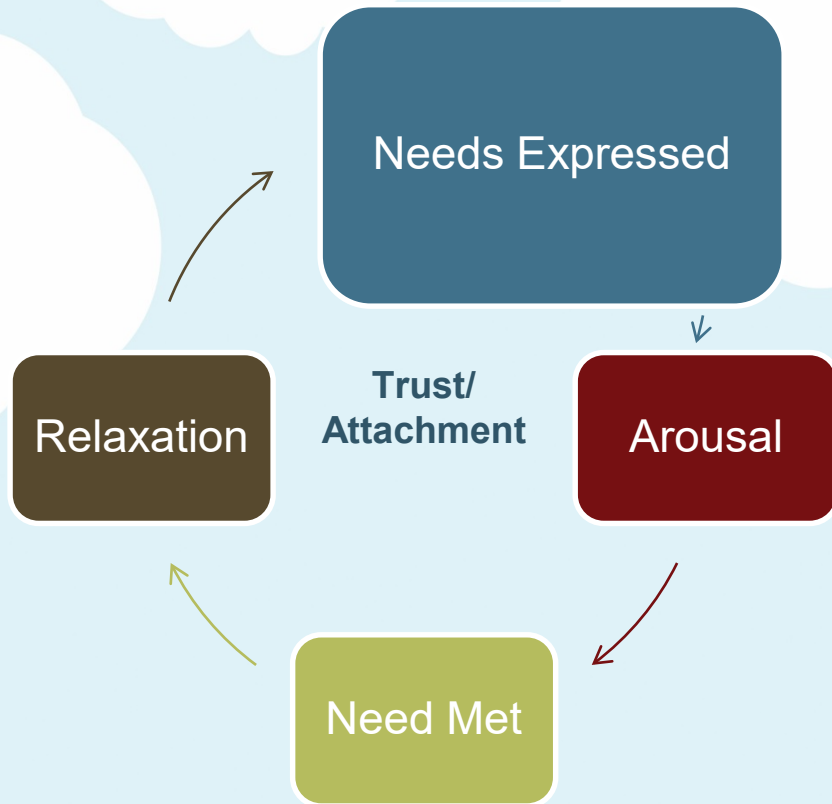 Needs Expressed
Trust/
Attachment
Relaxation
Arousal
Need Met